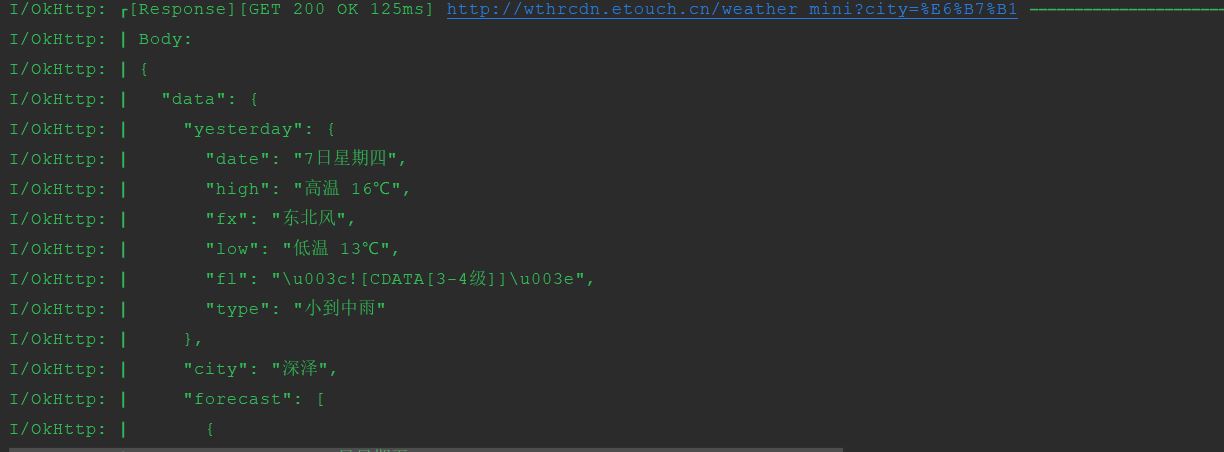 I/OkHttp: ┏[Response][GET 200 OK 125ms] http://wthrcdn.etouch.cn/weather_mini?city=%E6%B7%B1
I/OkHttp: | Body:
I/OkHttp: | {
I/OkHttp: |   "data": {
I/OkHttp: |     "yesterday": {
I/OkHttp: |       "date": "7日星期四",
I/OkHttp: |       "high": "高温 16℃",
I/OkHttp: |       "fx": "东北风",
I/OkHttp: |       "low": "低温 13℃",
I/OkHttp: |       "fl": "\u003c![CDATA[3-4级]]\u003e",
I/OkHttp: |       "type": "小到中雨"
I/OkHttp: |     },
I/OkHttp: |     "city": "深泽",
I/OkHttp: |     "forecast": [
I/OkHttp: |       {